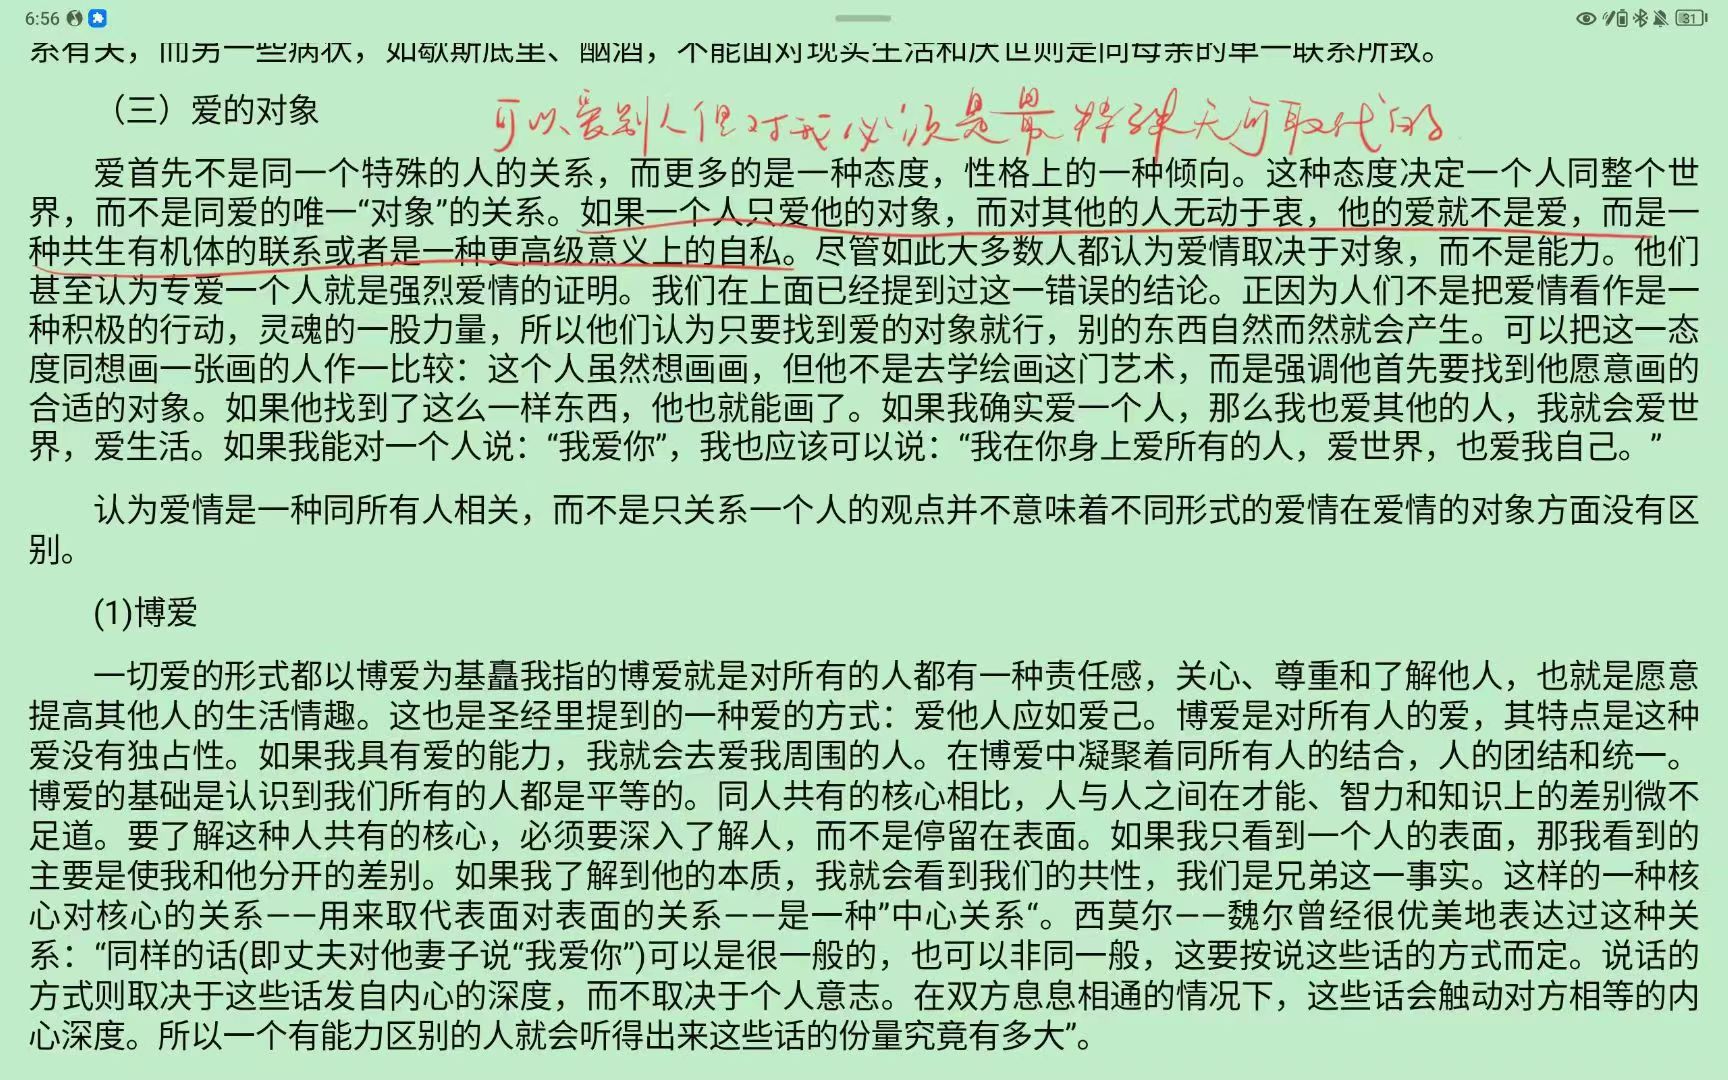 6:56
31
系有关，而另一些病状，如歇斯底里、酗酒，不能面对现实生活和厌世则是同母亲的单一联系所致。
（三）爱的对象
可以爱别人但对我必须是最特殊无可取代的
爱首先不是同一个特殊的人的关系，而更多的是一种态度，性格上的一种倾向。这种态度决定一个人同整个世
界，而不是同爱的唯一“对象”的关系。如果一个人只爱他的对象，而对其他的人无动于衷，他的爱就不是爱，而是一
种共生有机体的联系或者是一种更高级意义上的自私。尽管如此大多数人都认为爱情取决于对象，而不是能力。他们
甚至认为专爱一个人就是强烈爱情的证明。我们在上面已经提到过这一错误的结论。正因为人们不是把爱情看作是一
种积极的行动，灵魂的一股力量，所以他们认为只要找到爱的对象就行，别的东西自然而然就会产生。可以把这一态
度同想画一张画的人作一比较：这个人虽然想画画，但他不是去学绘画这门艺术，而是强调他首先要找到他愿意画的
合适的对象。如果他找到了这么一样东西，他也就能画了。如果我确实爱一个人，那么我也爱其他的人，我就会爱世
界，爱生活。如果我能对一个人说：“我爱你”，我也应该可以说：“我在你身上爱所有的人，爱世界，也爱我自己。”
认为爱情是一种同所有人相关，而不是只关系一个人的观点并不意味着不同形式的爱情在爱情的对象方面没有区
别。
(1)博爱
一切爱的形式都以博爱为基矗我指的博爱就是对所有的人都有一种责任感，关心、尊重和了解他人，也就是愿意
提高其他人的生活情趣。这也是圣经里提到的一种爱的方式：爱他人应如爱己。博爱是对所有人的爱，其特点是这种
爱没有独占性。如果我具有爱的能力，我就会去爱我周围的人。在博爱中凝聚着同所有人的结合，人的团结和统一。
博爱的基础是认识到我们所有的人都是平等的。同人共有的核心相比，人与人之间在才能、智力和知识上的差别微不
足道。要了解这种人共有的核心，必须要深入了解人，而不是停留在表面。如果我只看到一个人的表面，那我看到的
主要是使我和他分开的差别。如果我了解到他的本质，我就会看到我们的共性，我们是兄弟这一事实。这样的一种核
心对核心的关系——用来取代表面对表面的关系——是一种”中心关系“。西莫尔——魏尔曾经很优美地表达过这种关
系：“同样的话(即丈夫对他妻子说“我爱你”)可以是很一般的，也可以非同一般，这要按说这些话的方式而定。说话的
方式则取决于这些话发自内心的深度，而不取决于个人意志。在双方息息相通的情况下，这些话会触动对方相等的内
心深度。所以一个有能力区别的人就会听得出来这些话的份量究竟有多大”。